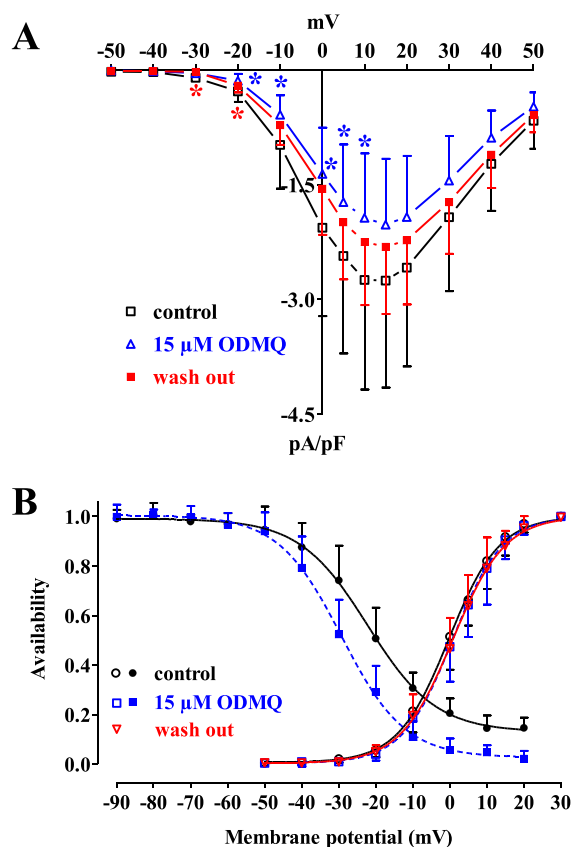 A
mV
-50 -40 -30 -20 -10 0 10 20 30 40 50
* *
* *
* *
*
-1.5
-3.0
-4.5
pA/pF
control
15 µM ODMQ
wash out
B
Availability
1.0
0.8
0.6
0.4
0.2
0.0
control
15 µM ODMQ
wash out
-90 -80 -70 -60 -50 -40 -30 -20 -10 0 10 20 30
Membrane potential (mV)